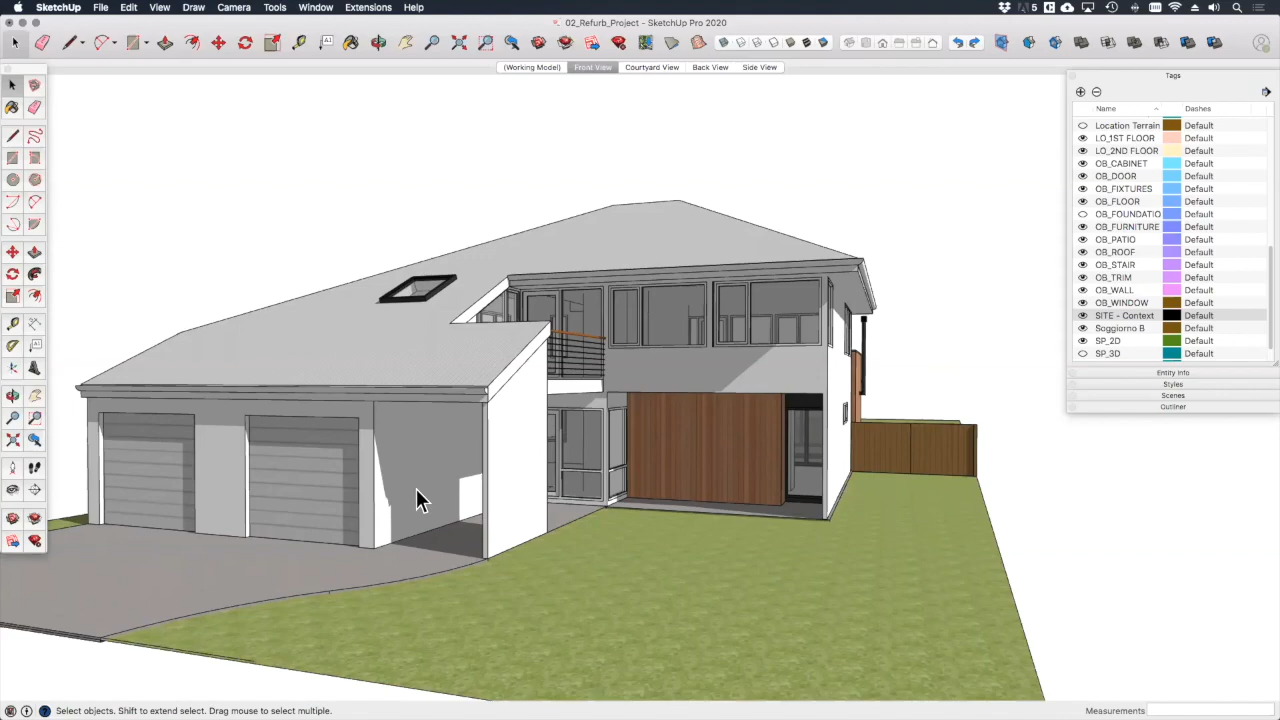 SketchUp File Edit View Draw Camera Tools Window Extensions Help 5
02_Refurb_Project - SketchUp Pro 2020
(Working Model) Front View Courtyard View Back View Side View
Tags
Name Dashes
Location Terrain Default
LO_1ST FLOOR Default
LO_2ND FLOOR Default
OB_CABINET Default
OB_DOOR Default
OB_FIXTURES Default
OB_FLOOR Default
OB_FOUNDATIO Default
OB_FURNITURE Default
OB_PATIO Default
OB_ROOF Default
OB_STAIR Default
OB_TRIM Default
OB_WALL Default
OB_WINDOW Default
SITE - Context Default
Soggiorno B Default
SP_2D Default
SP_3D Default
Entity Info
Styles
Scenes
Outliner
Select objects. Shift to extend select. Drag mouse to select multiple.
Measurements